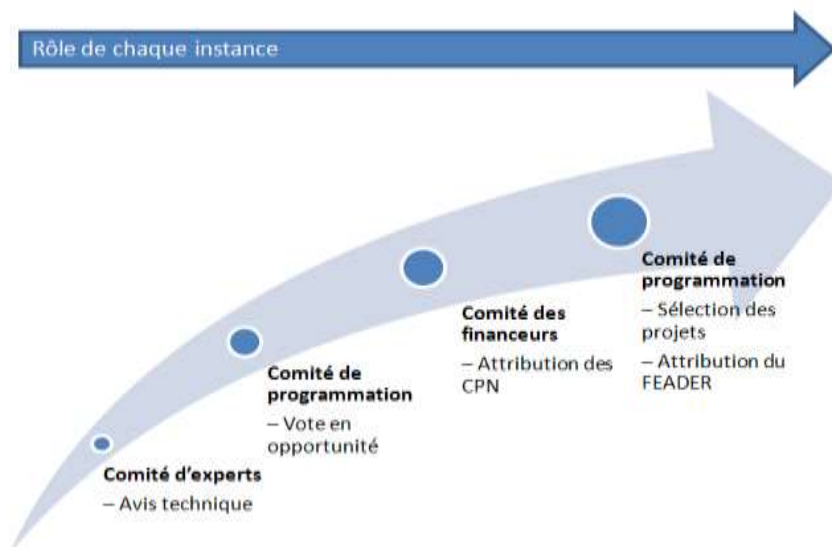 Rôle de chaque instance
Comité d'experts
– Avis technique
Comité de
programmation
– Vote en
opportunité
Comité des
financeurs
– Attribution des
CPN
Comité de
programmation
– Sélection des
projets
– Attribution du
FEADER